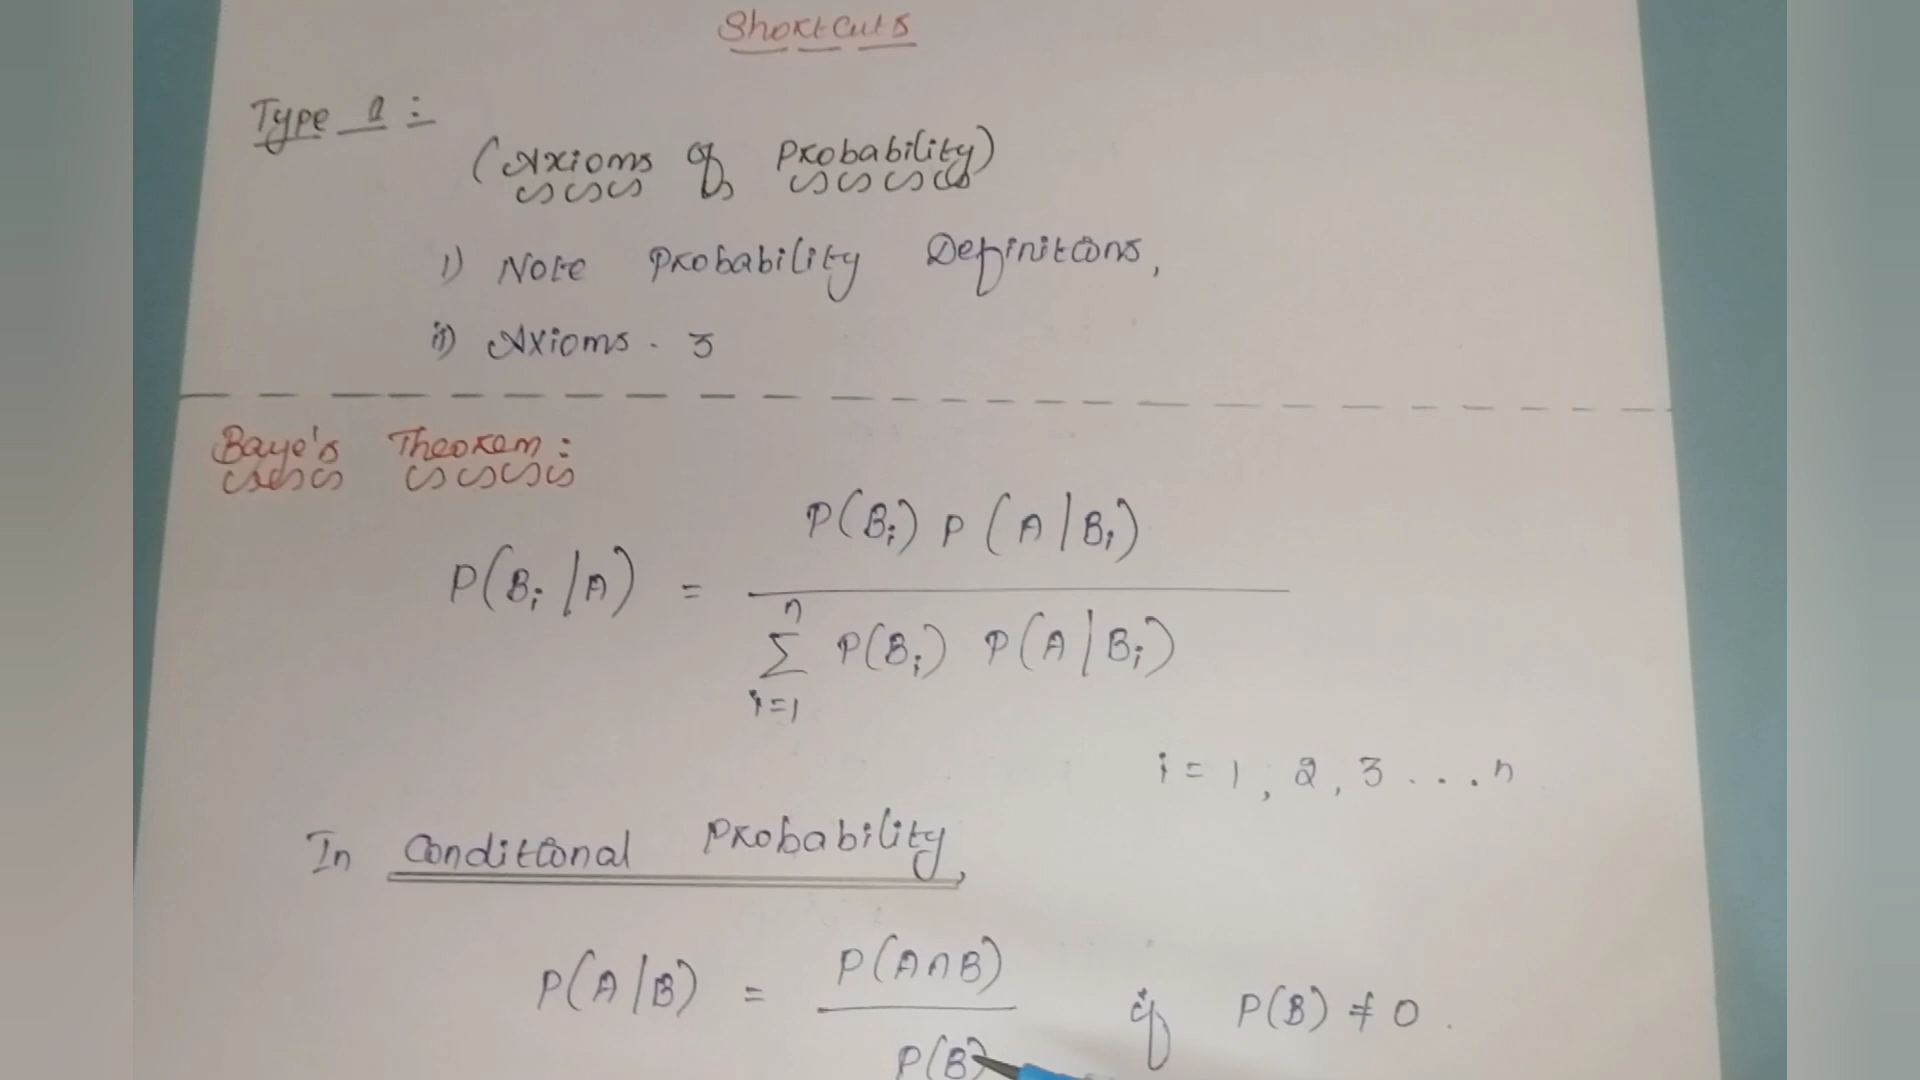 Shortcuts
Type 1:
(Axioms of Probability)
i) Note Probability Definitions,
ii) Axioms - 3
Baye's Theorem:
P(Bi/A) = P(Bi) P(A/Bi) / Σ i=1 n P(Bi) P(A/Bi)
i = 1, 2, 3 ... n
In Conditional Probability,
P(A/B) = P(A∩B) / P(B) if P(B) ≠ 0.